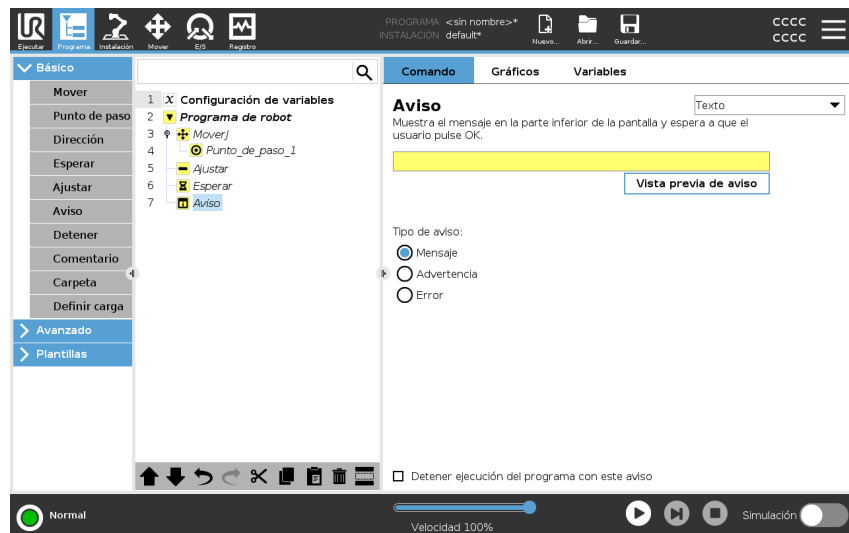 PROGRAMA <sin nombre>*
INSTALACIÓN default*
CCCC
CCCC
Ejecutar Programa Instalación Mover E/S Registro Nuevo... Abrir... Guardar...
Básico
Mover
Punto de paso
Dirección
Esperar
Ajustar
Aviso
Detener
Comentario
Carpeta
Definir carga
Avanzado
Plantillas
1 X Configuración de variables
2 Programa de robot
3 MoverJ
4 Punto_de_paso_1
5 Ajustar
6 Esperar
7 Aviso
Comando Gráficos Variables
Aviso
Texto
Muestra el mensaje en la parte inferior de la pantalla y espera a que el
usuario pulse OK.
Vista previa de aviso
Tipo de aviso:
Mensaje
Advertencia
Error
Detener ejecución del programa con este aviso
Normal
Velocidad 100%
Simulación